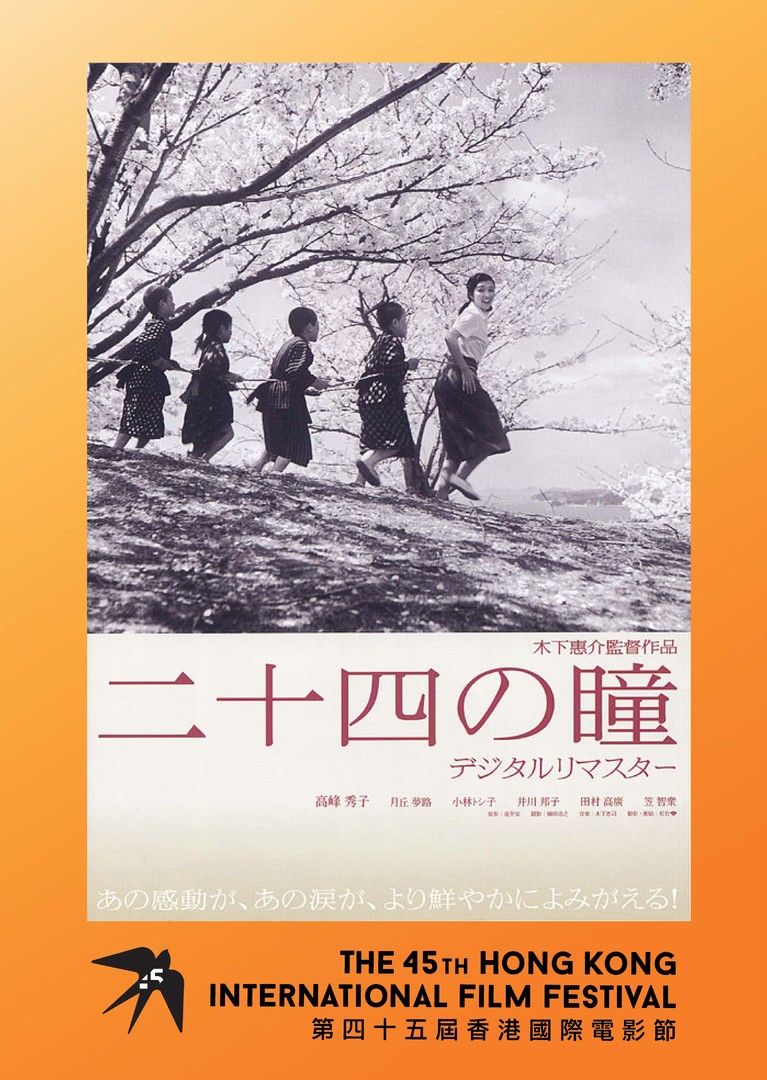 木下惠介監督作品
二十四の瞳
デジタルリマスター
高峰 秀子 月丘 夢路 小林トシ子 井川 邦子 田村 高廣 笠 智衆
あの感動が、あの涙が、より鮮やかによみがえる!
45
THE 45TH HONG KONG
INTERNATIONAL FILM FESTIVAL
第四十五屆香港國際電影節